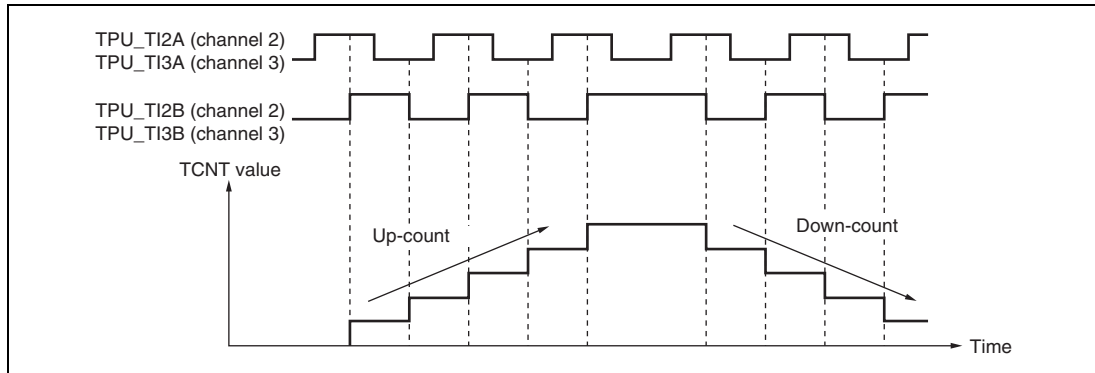 TPU_TI2A (channel 2)
TPU_TI3A (channel 3)
TPU_TI2B (channel 2)
TPU_TI3B (channel 3)
TCNT value
Up-count
Down-count
Time